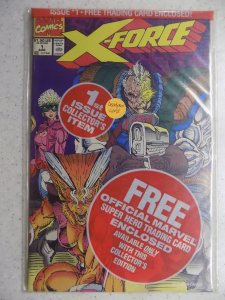 ISSUE #1 • FREE TRADING CARD ENCLOSED!
MARVEL
COMICS
1
X-FORCE
1st
ISSUE
COLLECTOR'S
ITEM
FREE
OFFICIAL MARVEL
SUPER HERO TRADING CARD
ENCLOSED
AVAILABLE ONLY
WITH THIS
COLLECTOR'S
EDITION